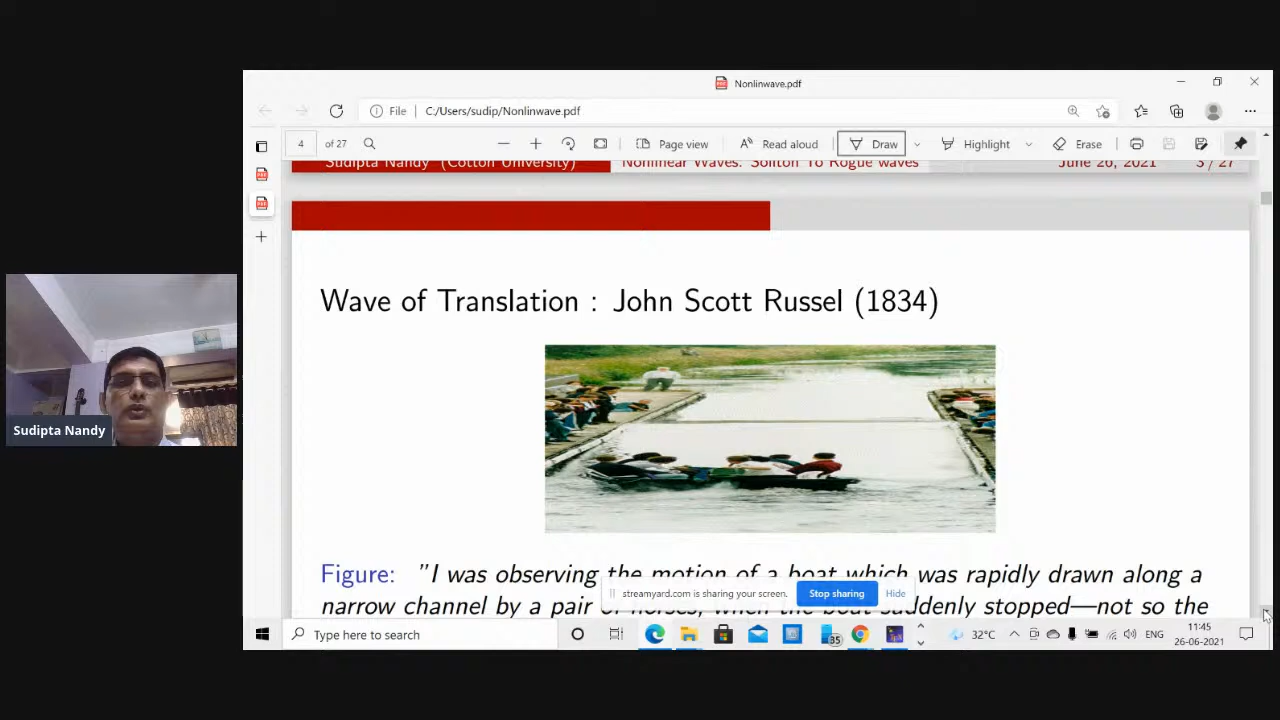 Nonlinwave.pdf
File
C:/Users/sudip/Nonlinwave.pdf
4 of 27
Page view
Read aloud
Draw
Highlight
Erase
Sudipta Nandy (Cotton University)
Nonlinear Waves: Soliton To Rogue waves
June 26, 2021
3 / 27
Wave of Translation : John Scott Russel (1834)
Figure: "I was observing the motion of a boat which was rapidly drawn along a
narrow channel by a pair of horses, when the boat suddenly stopped—not so the
streamyard.com is sharing your screen.
Stop sharing
Hide
Sudipta Nandy
Type here to search
35
32°C
ENG
11:45
26-06-2021